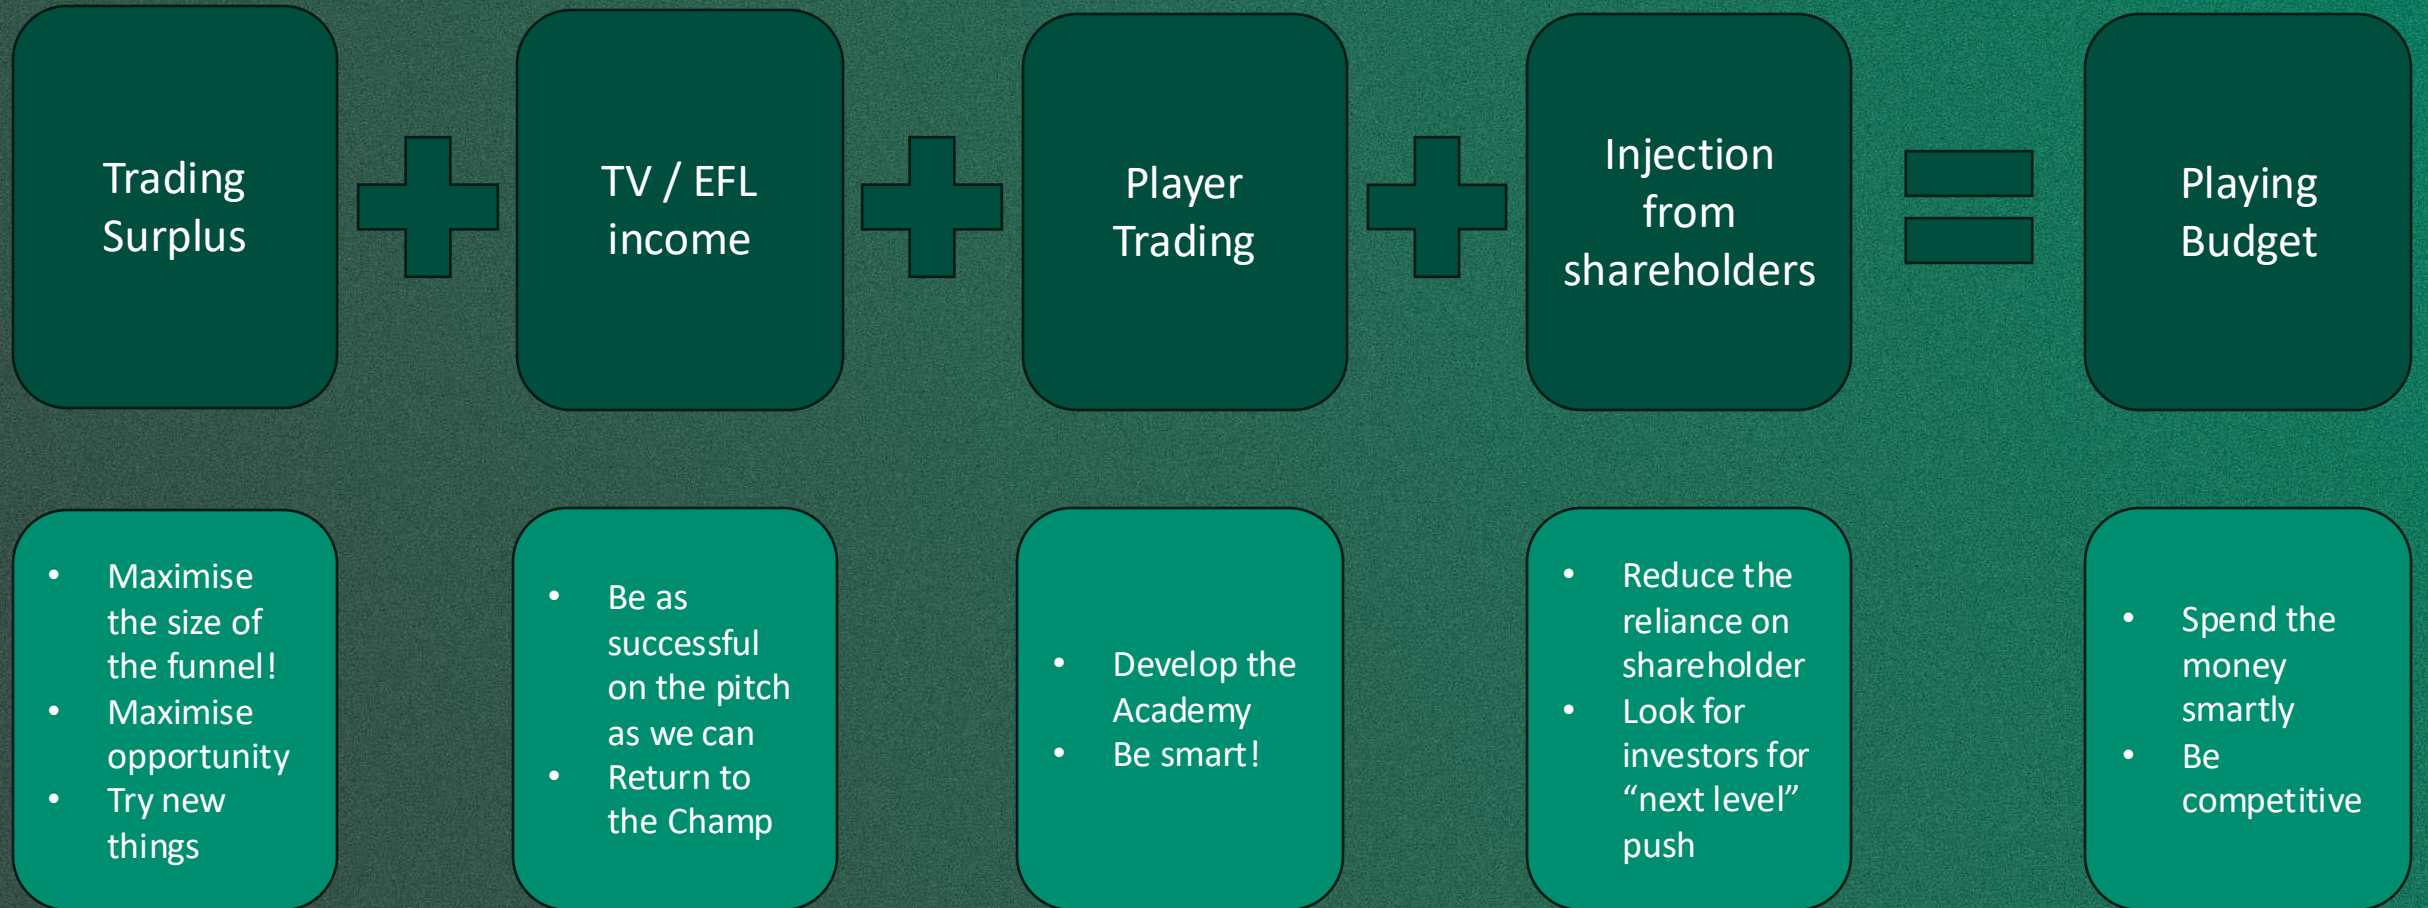 Trading
Surplus
TV / EFL
income
Player
Trading
Injection
from
shareholders
Playing
Budget
• Maximise
the size of
the funnel!
• Maximise
opportunity
• Try new
things
• Be as
successful
on the pitch
as we can
• Return to
the Champ
• Develop the
Academy
• Be smart!
• Reduce the
reliance on
shareholder
• Look for
investors for
“next level”
push
• Spend the
money
smartly
• Be
competitive